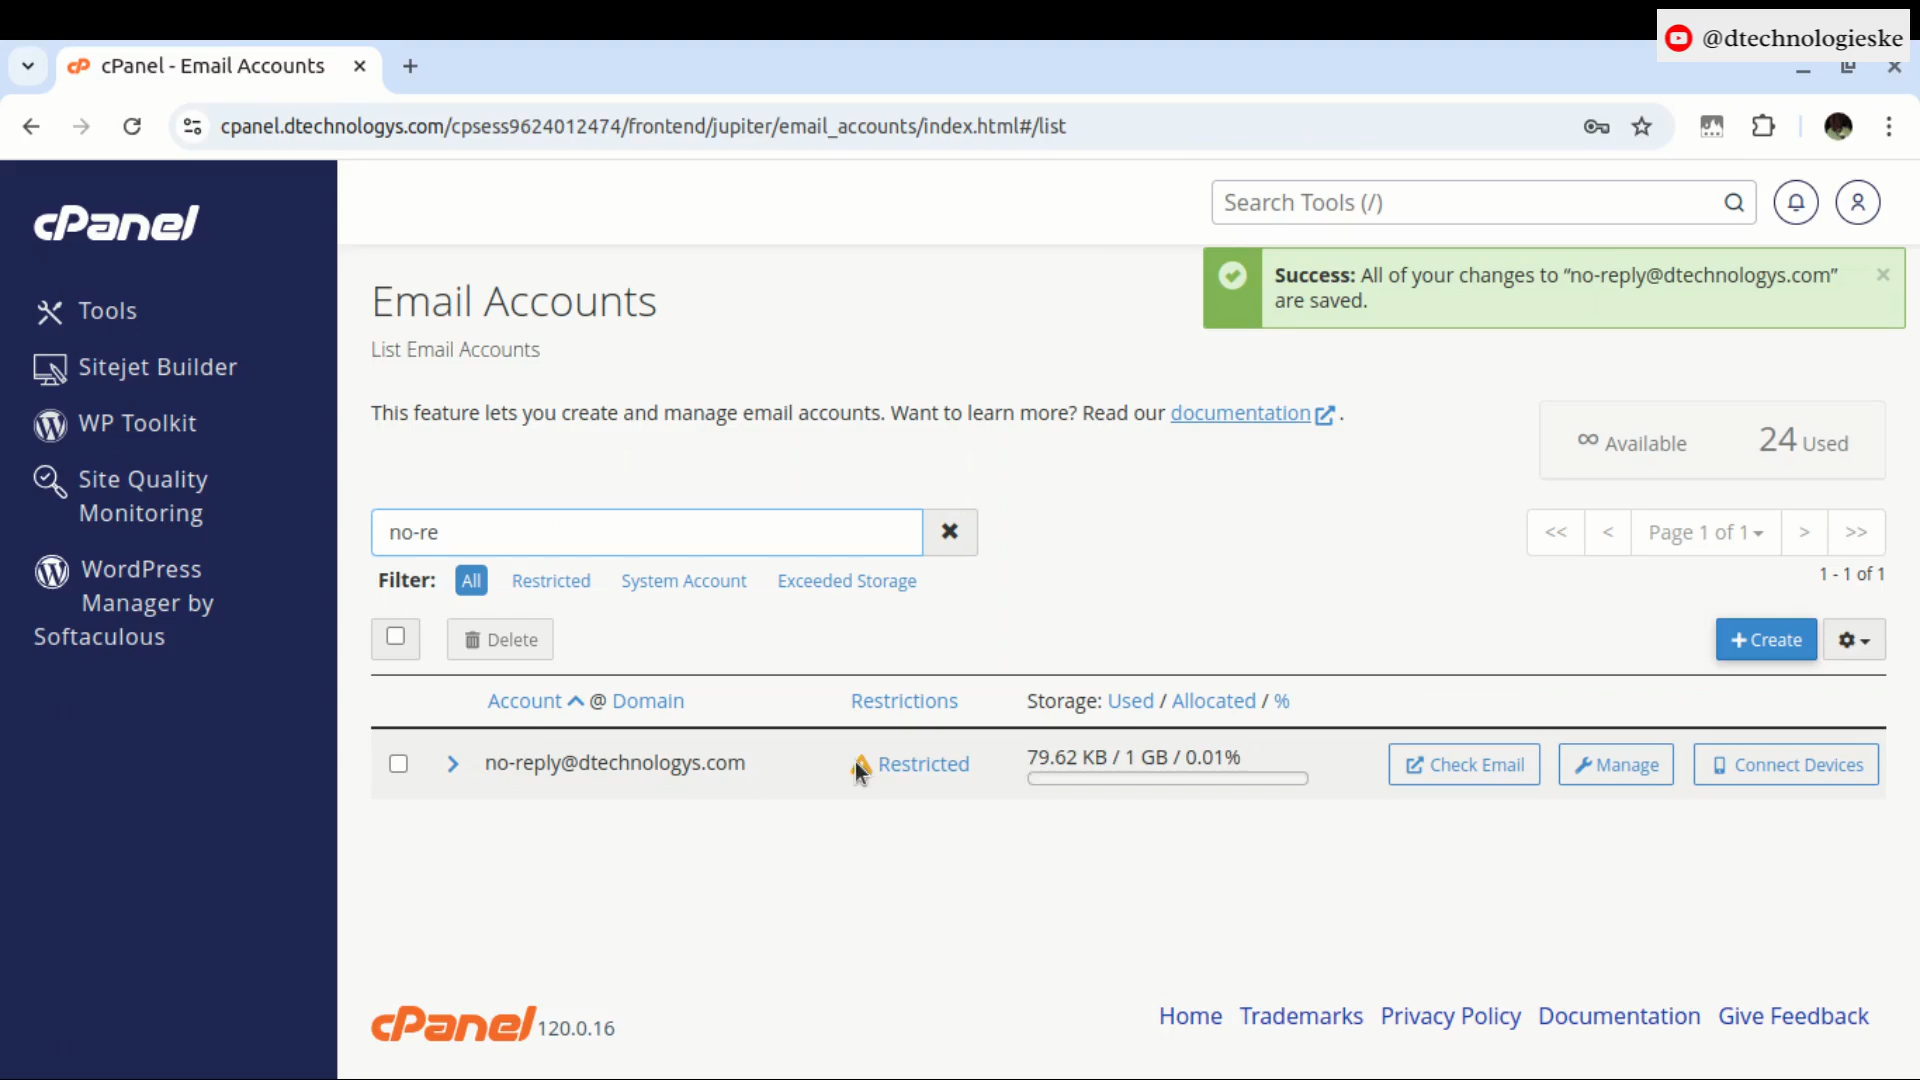 @dtechnologieske
cPanel - Email Accounts
cpanel.dtechnologys.com/cpsess9624012474/frontend/jupiter/email_accounts/index.html#/list
cPanel
Search Tools (/)
Success: All of your changes to “no-reply@dtechnologys.com”
are saved.
Tools
Sitejet Builder
WP Toolkit
Site Quality
Monitoring
WordPress
Manager by
Softaculous
Email Accounts
List Email Accounts
This feature lets you create and manage email accounts. Want to learn more? Read our documentation .
∞ Available 24 Used
no-re
<< < Page 1 of 1 > >>
Filter: All Restricted System Account Exceeded Storage
1 - 1 of 1
Delete
+ Create
Account @ Domain Restrictions Storage: Used / Allocated / %
no-reply@dtechnologys.com Restricted 79.62 KB / 1 GB / 0.01% Check Email Manage Connect Devices
cPanel 120.0.16
Home Trademarks Privacy Policy Documentation Give Feedback